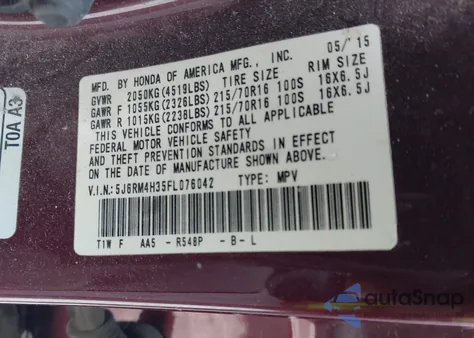 MFD. BY HONDA OF AMERICA MFG., INC. 05/'15
GVWR 2050KG(4519LBS) TIRE SIZE RIM SIZE
GAWR F 1055KG(2326LBS) 215/70R16 100S 16X6.5J
GAWR R 1015KG(2238LBS) 215/70R16 100S 16X6.5J
THIS VEHICLE CONFORMS TO ALL APPLICABLE
FEDERAL MOTOR VEHICLE SAFETY AND
THEFT PREVENTION STANDARDS IN EFFECT ON THE
DATE OF MANUFACTURE SHOWN ABOVE.
V.I.N:5J6RM4H35FL076042 TYPE: MPV
T1W F AA5 - R548P - B - L
T0A A3
autoSnap